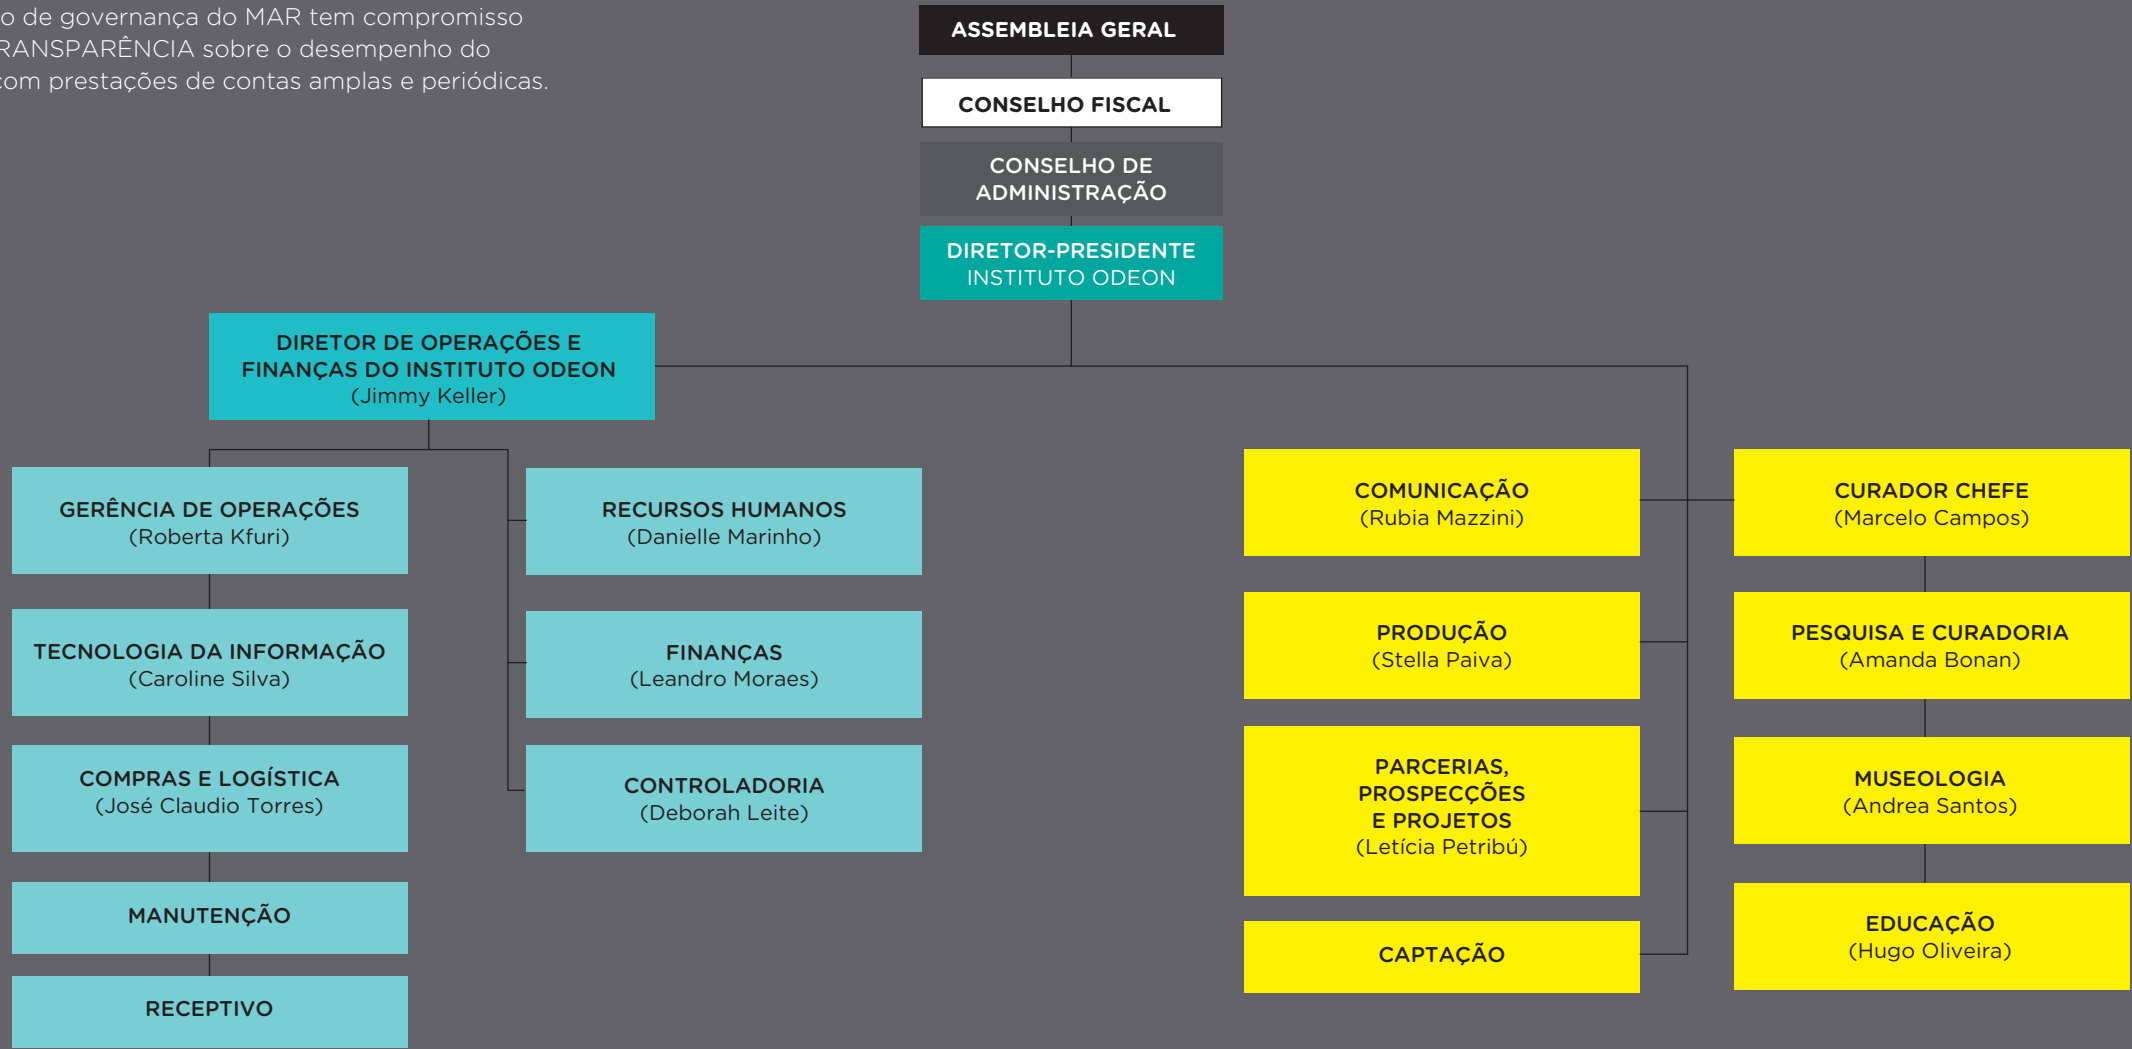 o de governança do MAR tem compromisso
RANSPARÊNCIA sobre o desempenho do
com prestações de contas amplas e periódicas.
ASSEMBLEIA GERAL
CONSELHO FISCAL
CONSELHO DE
ADMINISTRAÇÃO
DIRETOR-PRESIDENTE
INSTITUTO ODEON
DIRETOR DE OPERAÇÕES E
FINANÇAS DO INSTITUTO ODEON
(Jimmy Keller)
GERÊNCIA DE OPERAÇÕES
(Roberta Kfuri)
TECNOLOGIA DA INFORMAÇÃO
(Caroline Silva)
COMPRAS E LOGÍSTICA
(José Claudio Torres)
MANUTENÇÃO
RECEPTIVO
RECURSOS HUMANOS
(Danielle Marinho)
FINANÇAS
(Leandro Moraes)
CONTROLADORIA
(Deborah Leite)
COMUNICAÇÃO
(Rubia Mazzini)
PRODUÇÃO
(Stella Paiva)
PARCERIAS,
PROSPECÇÕES
E PROJETOS
(Letícia Petribú)
CAPTAÇÃO
CURADOR CHEFE
(Marcelo Campos)
PESQUISA E CURADORIA
(Amanda Bonan)
MUSEOLOGIA
(Andrea Santos)
EDUCAÇÃO
(Hugo Oliveira)